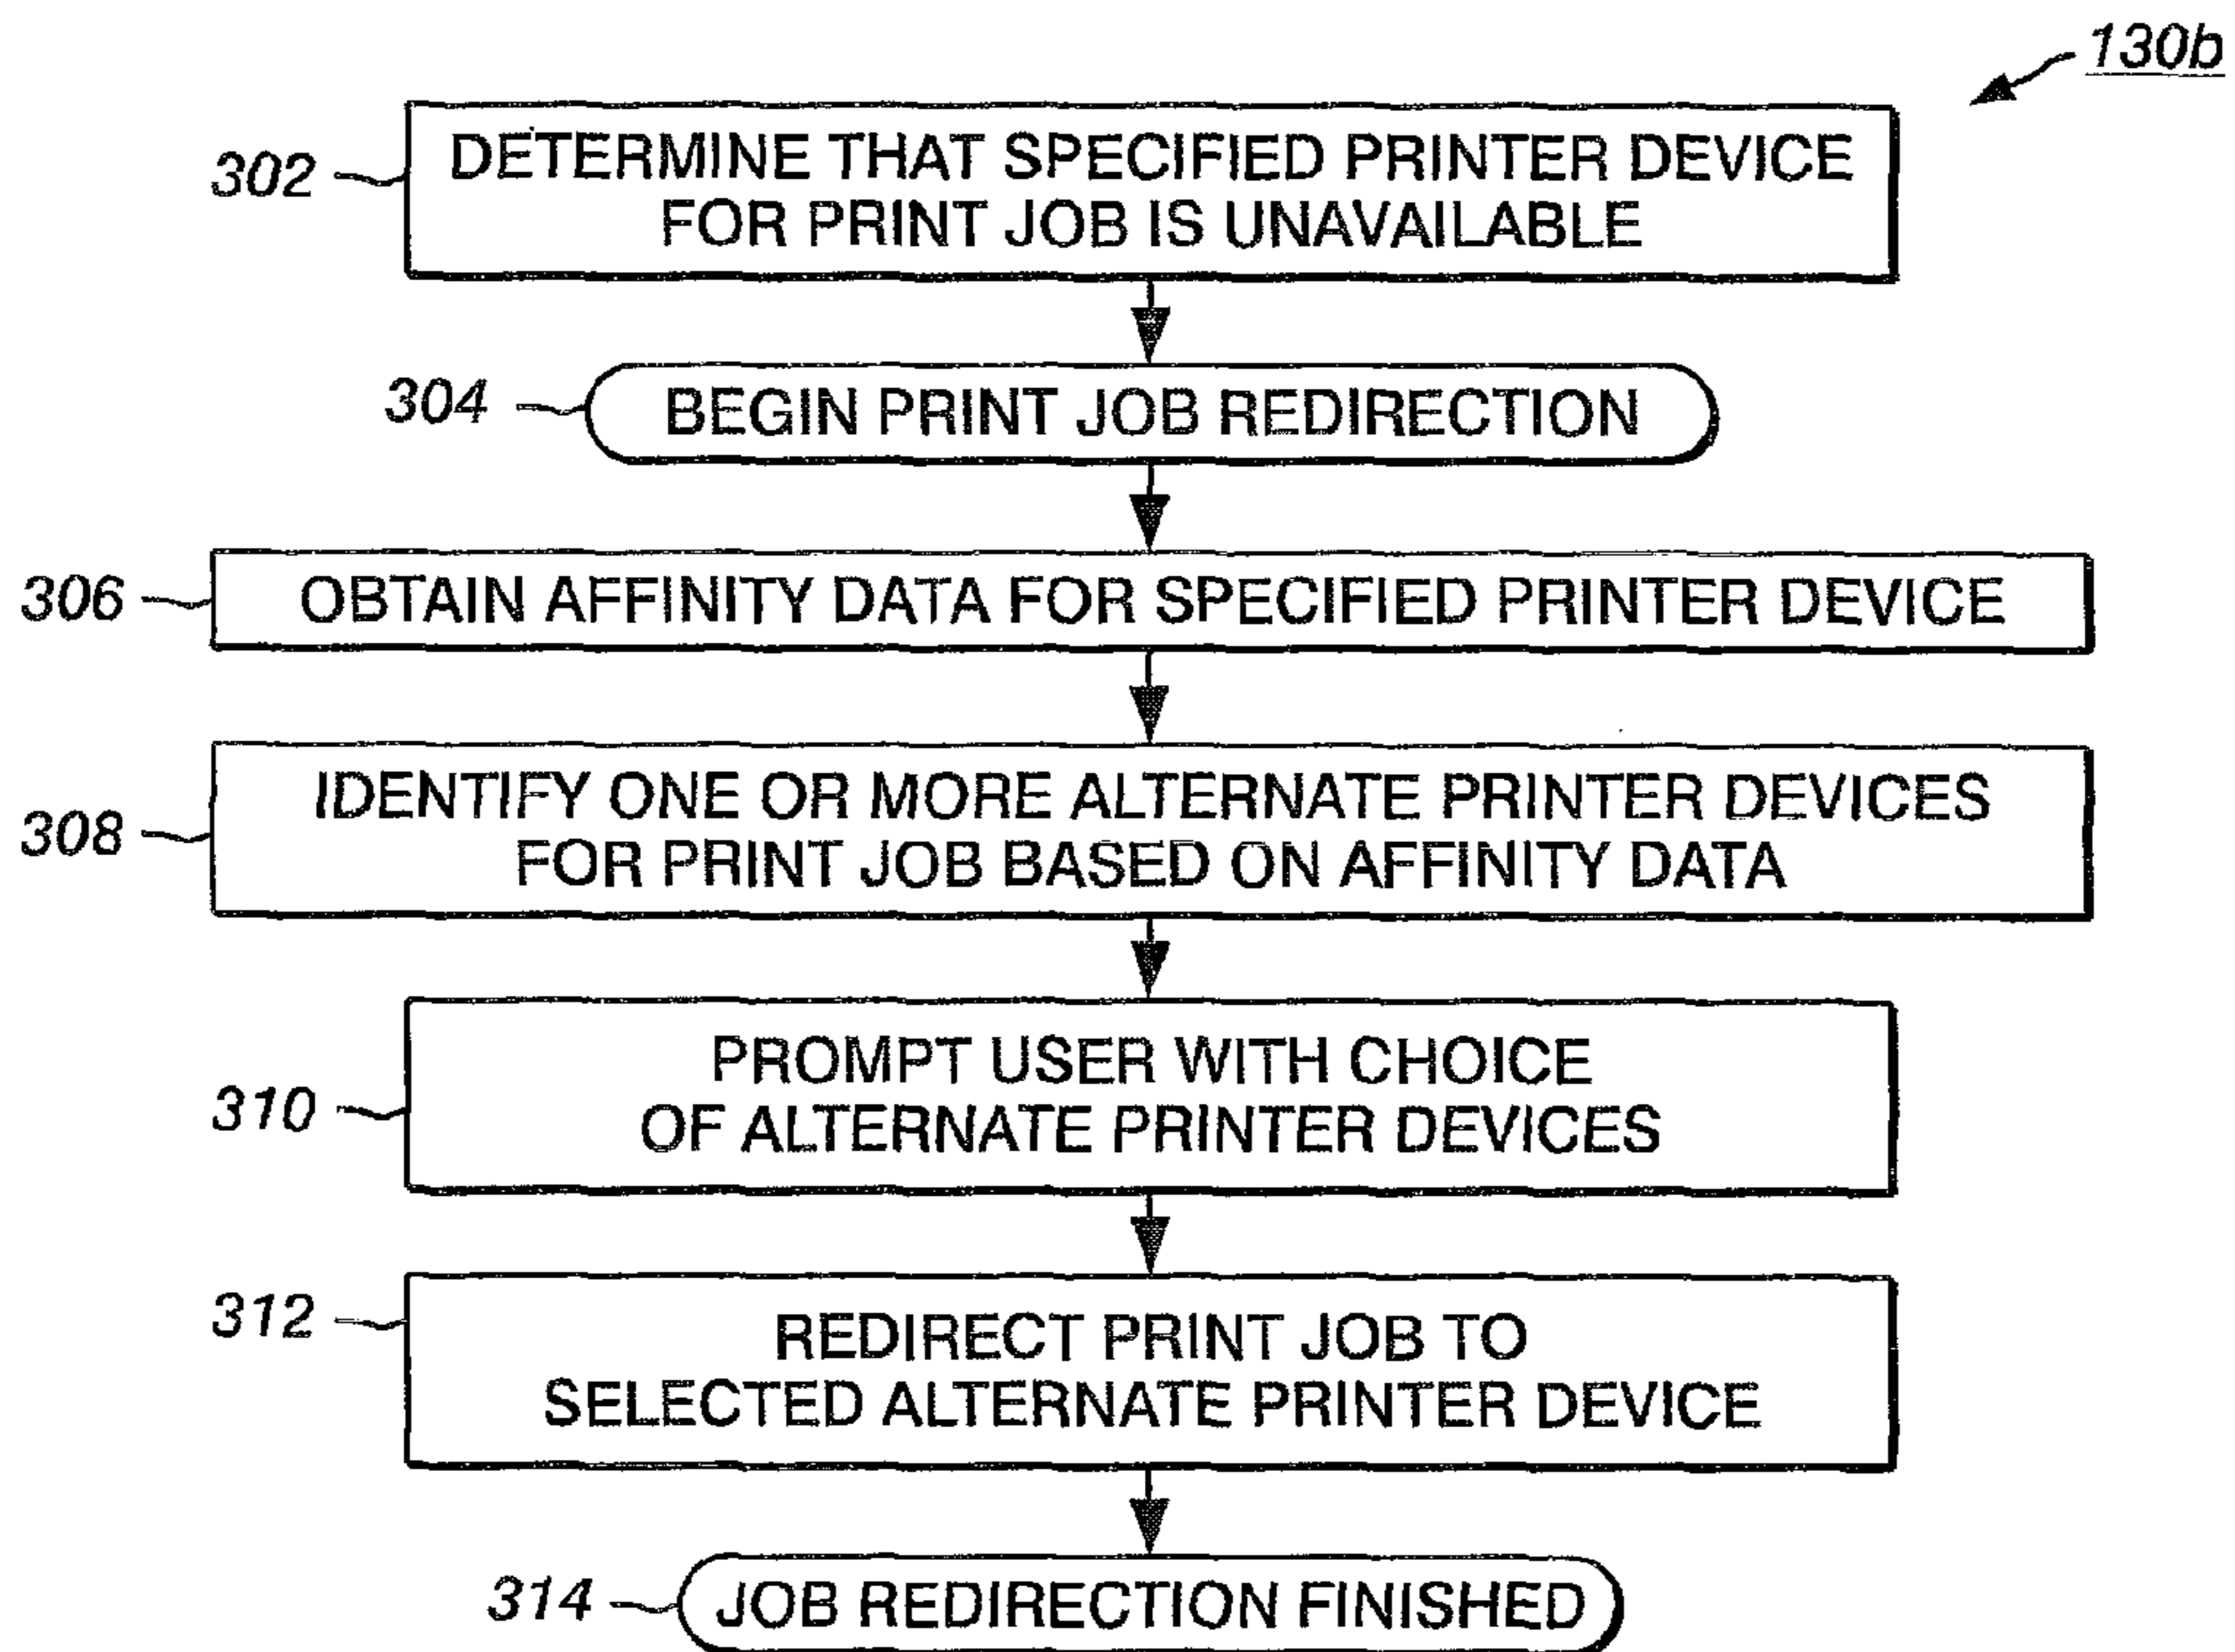 130b
302
DETERMINE THAT SPECIFIED PRINTER DEVICE
FOR PRINT JOB IS UNAVAILABLE
304
BEGIN PRINT JOB REDIRECTION
306
OBTAIN AFFINITY DATA FOR SPECIFIED PRINTER DEVICE
308
IDENTIFY ONE OR MORE ALTERNATE PRINTER DEVICES
FOR PRINT JOB BASED ON AFFINITY DATA
310
PROMPT USER WITH CHOICE
OF ALTERNATE PRINTER DEVICES
312
REDIRECT PRINT JOB TO
SELECTED ALTERNATE PRINTER DEVICE
314
JOB REDIRECTION FINISHED